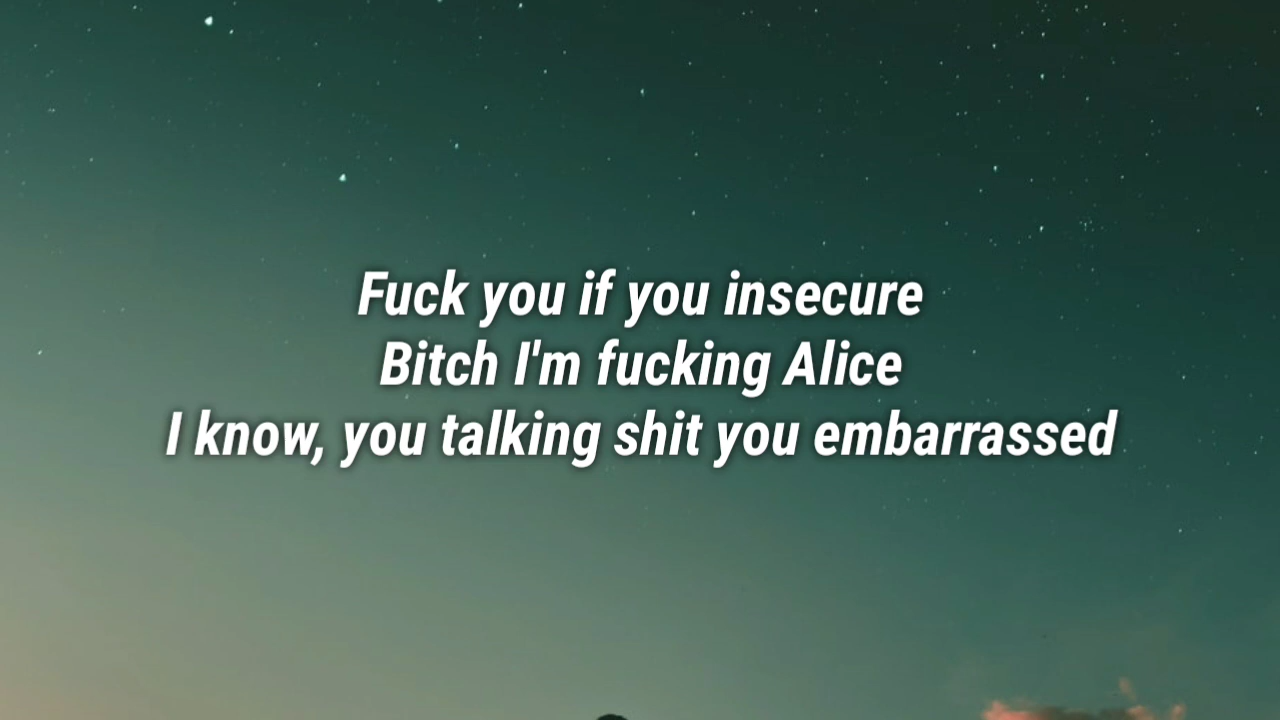 Fuck you if you insecure
Bitch I'm fucking Alice
I know, you talking shit you embarrassed